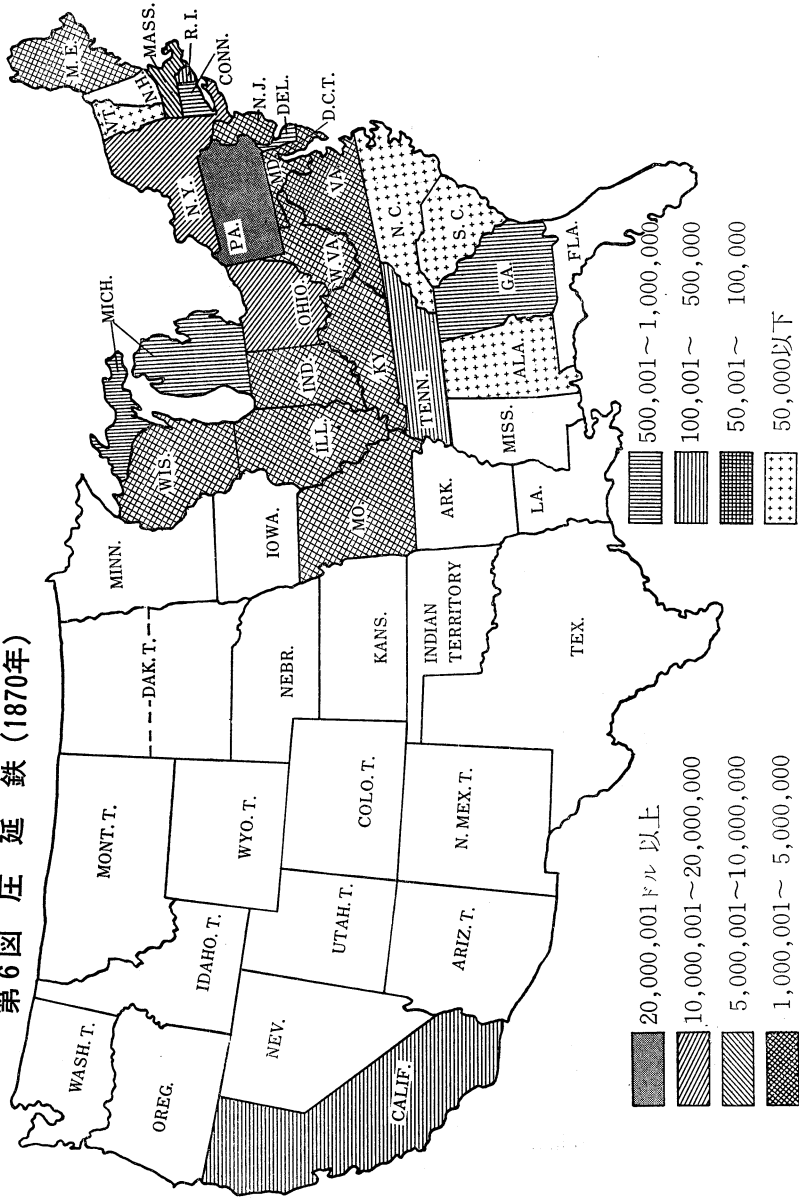 第6図 圧延鉄(1870年)
WASH. T.
OREG.
CALIF.
NEV.
IDAHO. T.
MONT. T.
WYO. T.
UTAH. T.
ARIZ. T.
COLO. T.
N. MEX. T.
DAK. T.
NEBR.
KANS.
INDIAN
TERRITORY
TEX.
MINN.
IOWA.
MO.
ARK.
LA.
WIS.
ILL.
MICH.
IND.
OHIO.
KY
TENN.
MISS.
ALA.
GA.
FLA.
S. C.
N. C.
VA.
W. VA.
MD.
D.C.T.
DEL.
N.J.
PA.
N.Y.
CONN.
R. I.
MASS.
VT.
N.H.
M. E.
20,000,001ドル 以上
10,000,001~20,000,000
5,000,001~10,000,000
1,000,001~ 5,000,000
500,001~1,000,000
100,001~ 500,000
50,001~ 100,000
50,000以下